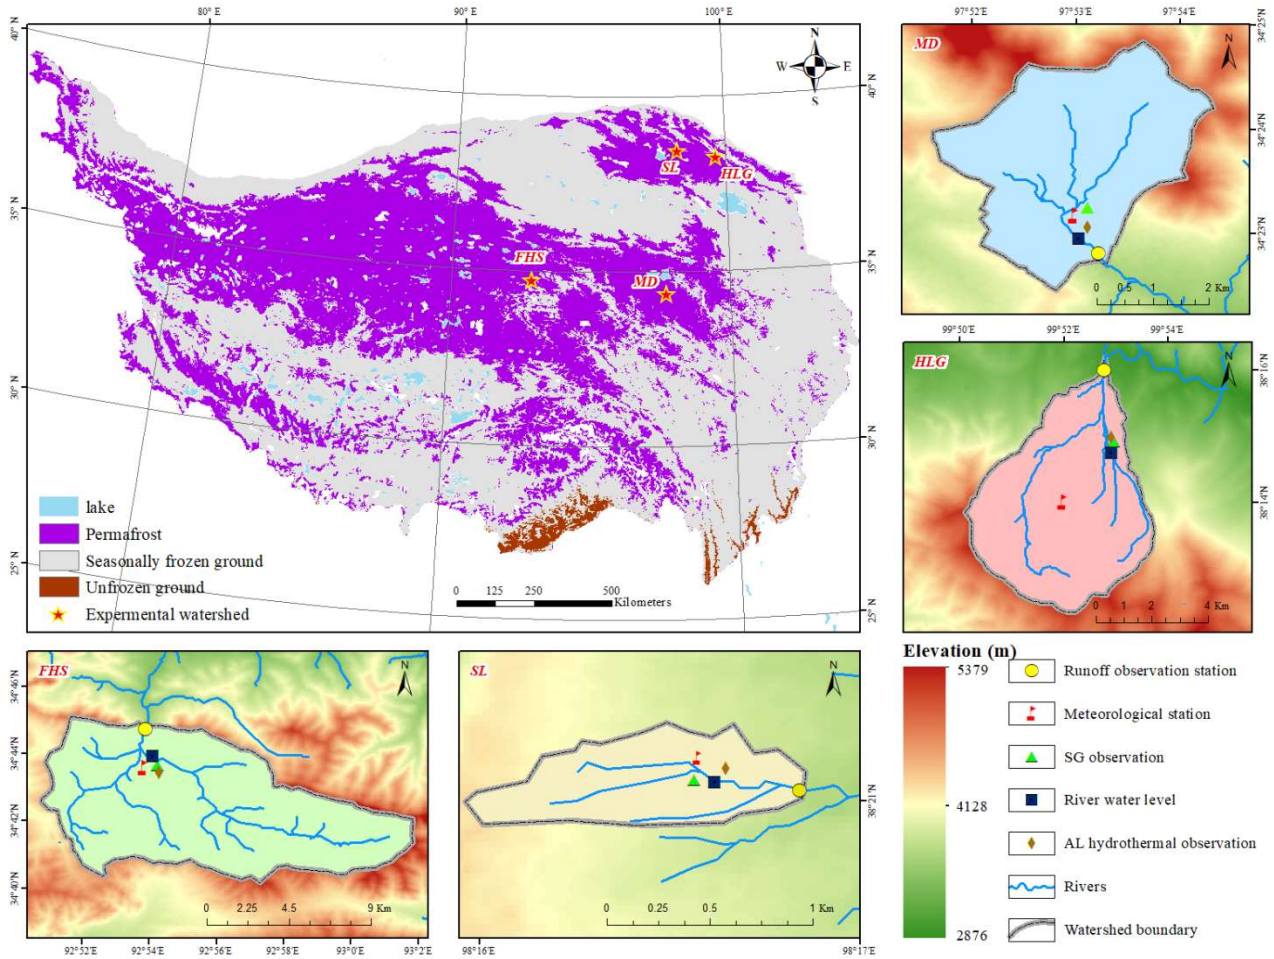 80° E
90° E
100° E
40° N
35° N
30° N
25° N
40° N
35° N
30° N
25° N
N
W
E
S
SL
HLG
FHS
MD
lake
Permafrost
Seasonally frozen ground
Unfrozen ground
Expermental watershed
0 125 250 500
Kilometers
97°52'E
97°53'E
97°54'E
34°25'N
34°24'N
34°23'N
MD
N
0 0.5 1 2 Km
99°50'E
99°52'E
99°54'E
38°16'N
38°14'N
HLG
N
0 1 2 4 Km
FHS
N
34°46'N
34°44'N
34°42'N
34°40'N
0 2.25 4.5 9 Km
92°52'E
92°54'E
92°56'E
92°58'E
93°0'E
93°2'E
SL
N
38°21'N
0 0.25 0.5 1 Km
98°16'E
98°17'E
Elevation (m)
5379
4128
2876
Runoff observation station
Meteorological station
SG observation
River water level
AL hydrothermal observation
Rivers
Watershed boundary